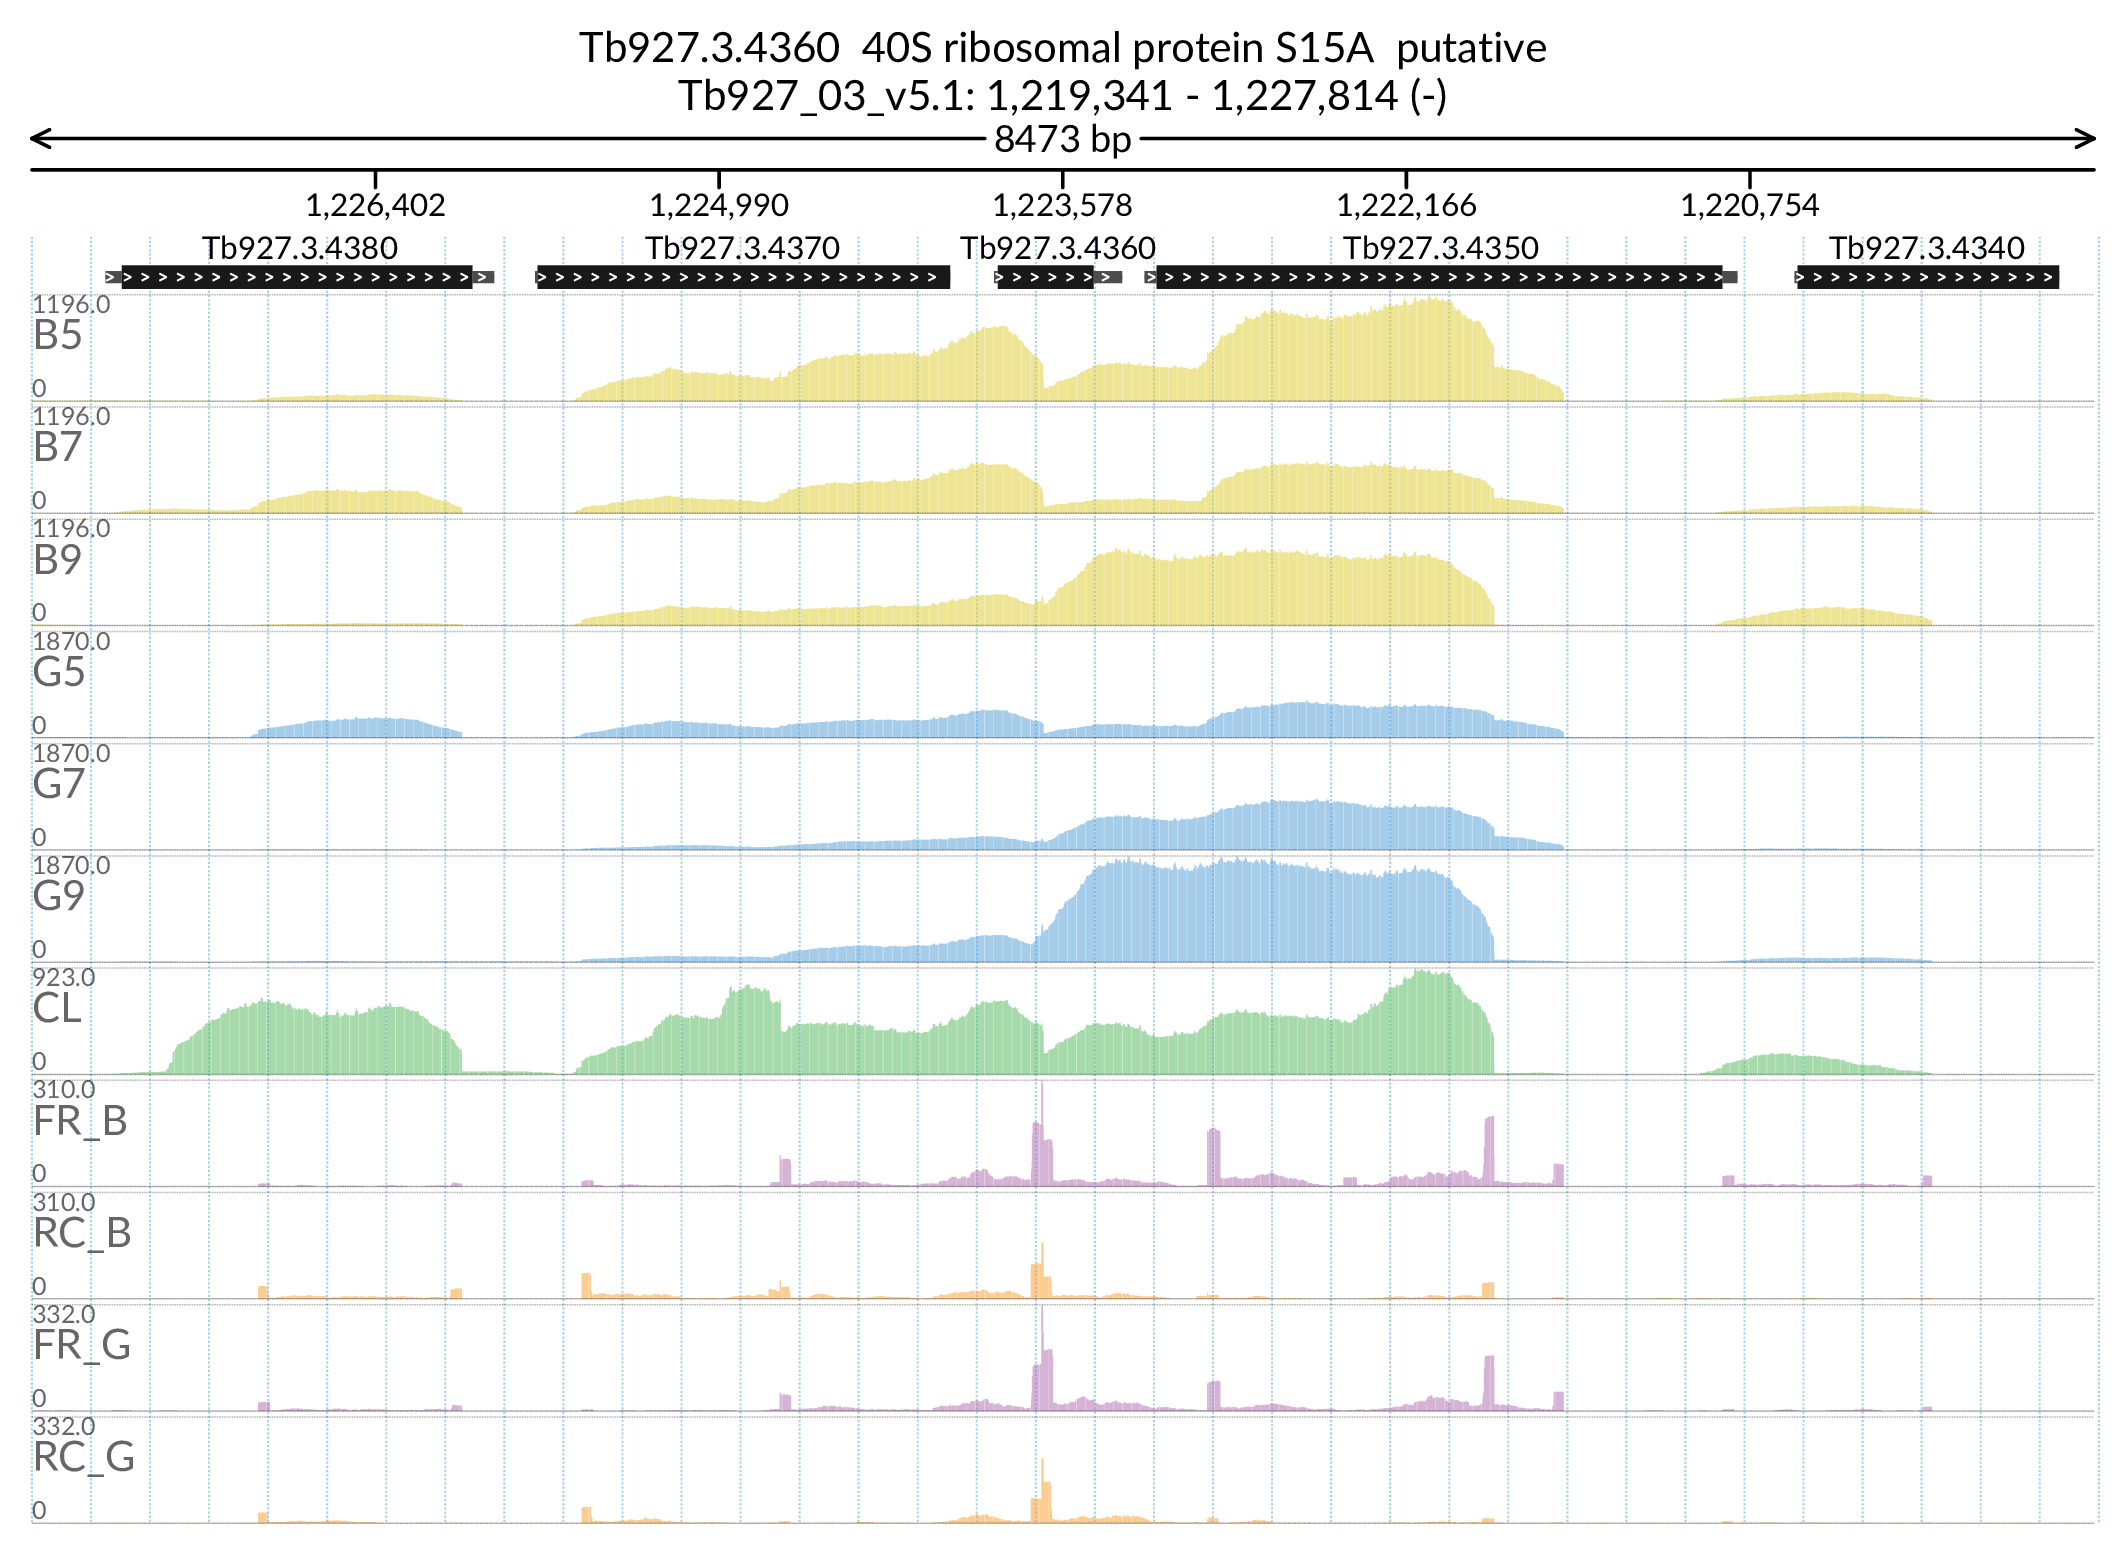 Tb927.3.4360 40S ribosomal protein S15A putative
Tb927_03_v5.1: 1,219,341 - 1,227,814 (-)
8473 bp
1,226,402 1,224,990 1,223,578 1,222,166 1,220,754
Tb927.3.4380 Tb927.3.4370 Tb927.3.4360 Tb927.3.4350 Tb927.3.4340
1196.0
B5
0
1196.0
B7
0
1196.0
B9
0
1870.0
G5
0
1870.0
G7
0
1870.0
G9
0
923.0
CL
0
310.0
FR_B
0
310.0
RC_B
0
332.0
FR_G
0
332.0
RC_G
0